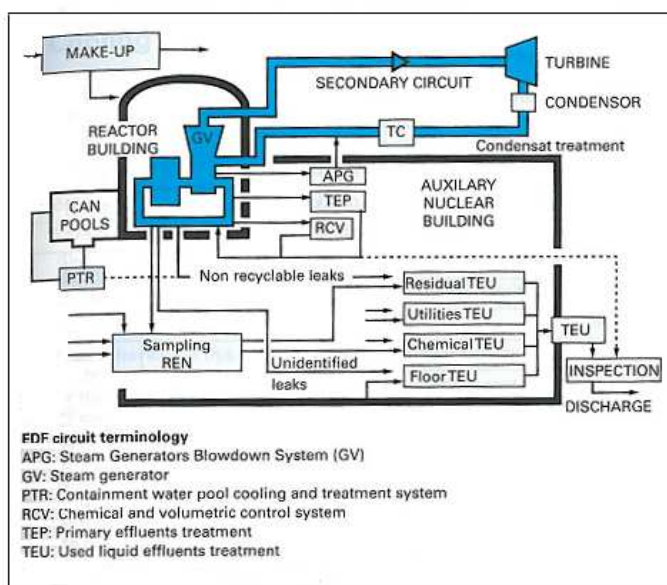 MAKE-UP
SECONDARY CIRCUIT
TURBINE
CONDENSOR
REACTOR
BUILDING
GV
TC
Condensat treatment
APG
TEP
RCV
AUXILARY
NUCLEAR
BUILDING
CAN
POOLS
PTR
Non recyclable leaks
Residual TEU
Utilities TEU
Chemical TEU
Floor TEU
Sampling
REN
Unidentified
leaks
TEU
INSPECTION
DISCHARGE
EDF circuit terminology
APG: Steam Generators Blowdown System (GV)
GV: Steam generator
PTR: Containment water pool cooling and treatment system
RCV: Chemical and volumetric control system
TEP: Primary effluents treatment
TEU: Used liquid effluents treatment